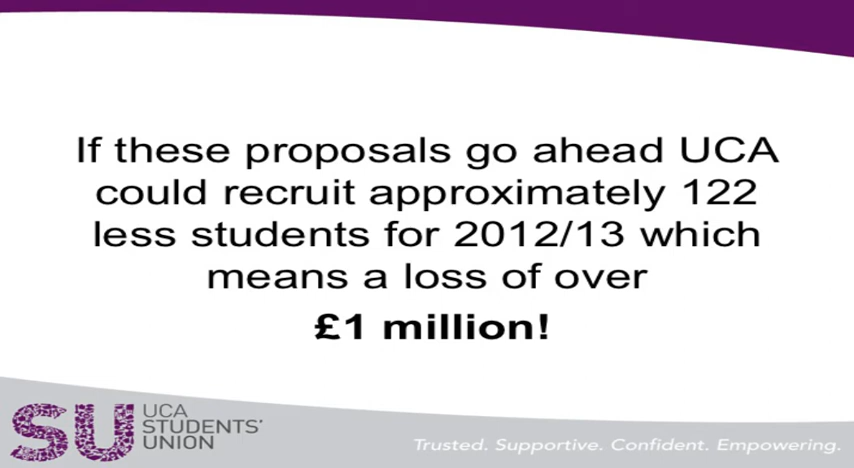 If these proposals go ahead UCA
could recruit approximately 122
less students for 2012/13 which
means a loss of over
£1 million!
SU
UCA
STUDENTS'
UNION
Trusted. Supportive. Confident. Empowering.